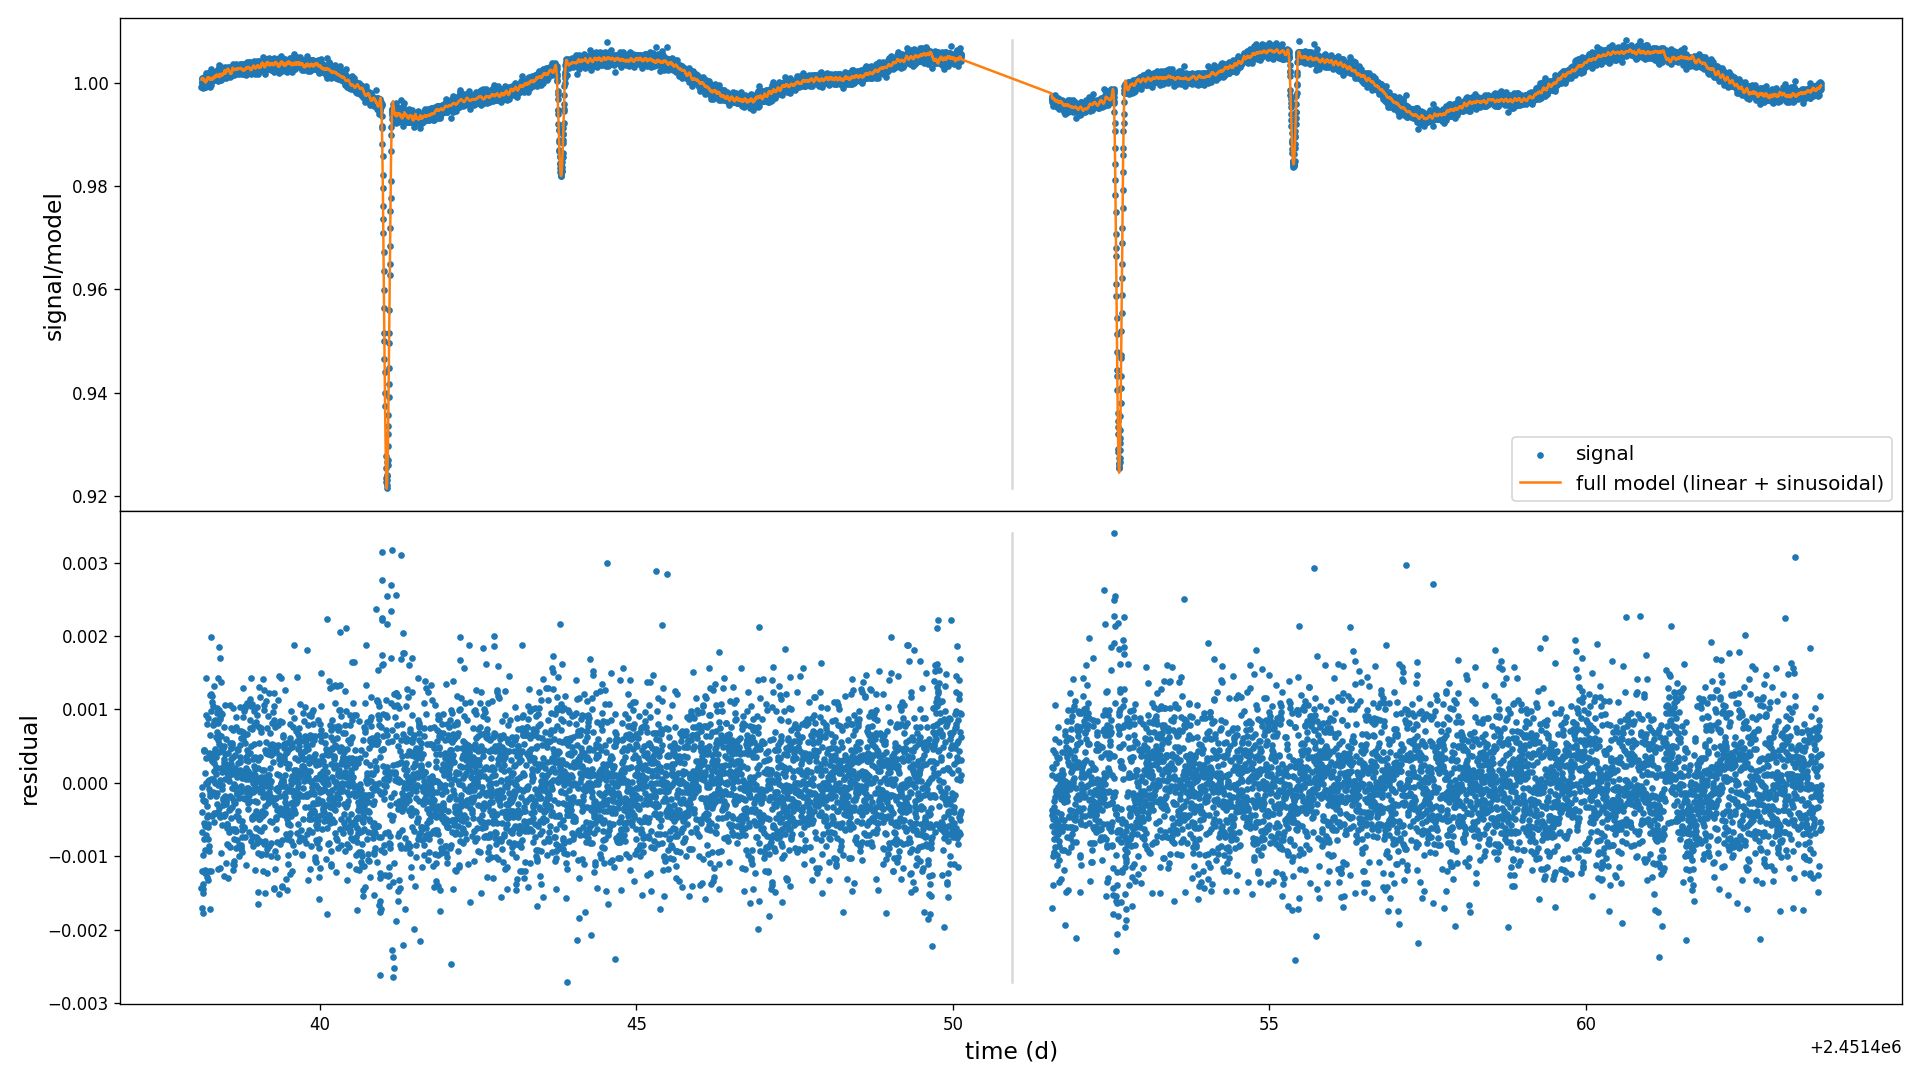 1.00
0.98
0.96
0.94
0.92
signal/model
signal
full model (linear + sinusoidal)
0.003
0.002
0.001
0.000
−0.001
−0.002
−0.003
residual
40
45
50
55
60
time (d)
+2.4514e6